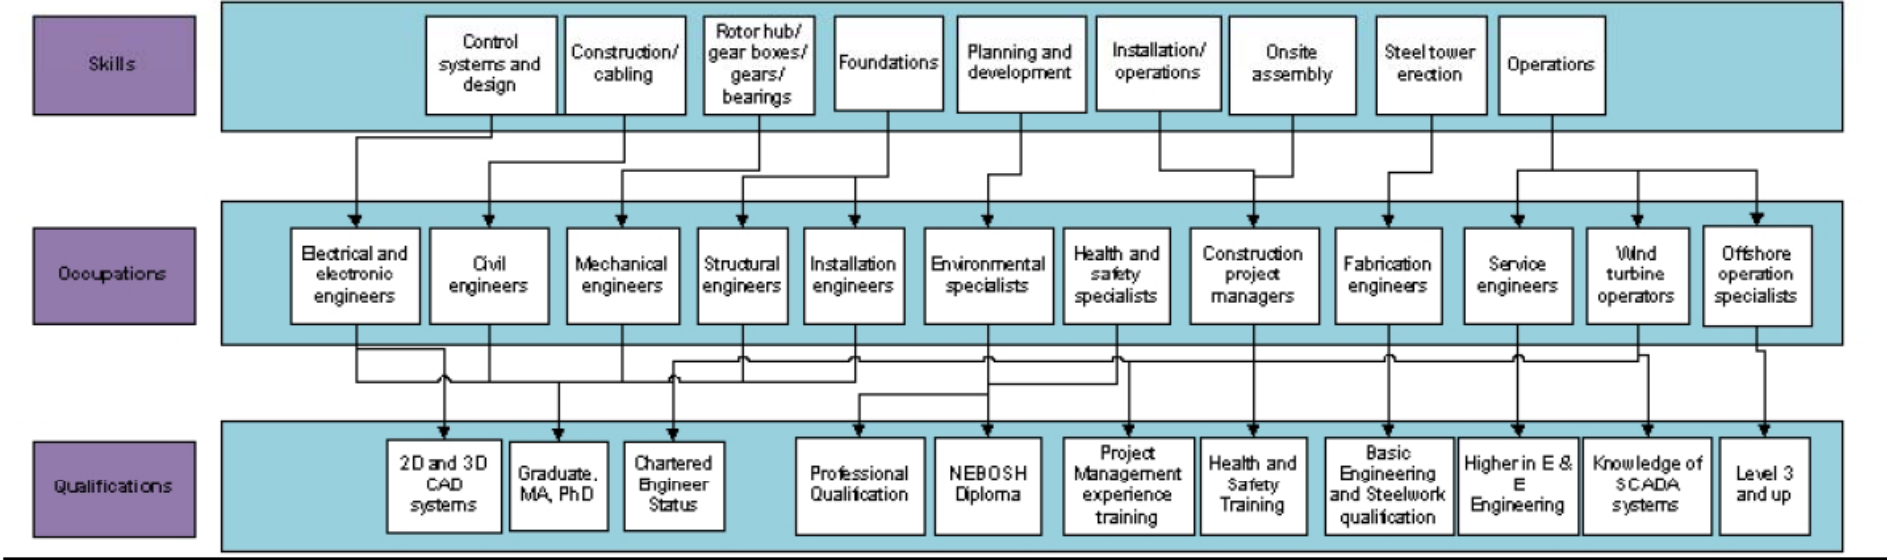 Skills
Control
systems and
design
Construction/
cabling
Rotor hub/
gear boxes/
gears/
bearings
Foundations
Planning and
development
Installation/
operations
Onsite
assembly
Steel tower
erection
Operations
Occupations
Electrical and
electronic
engineers
Civil
engineers
Mechanical
engineers
Structural
engineers
Installation
engineers
Environmental
specialists
Health and
safety
specialists
Construction
project
managers
Fabrication
engineers
Service
engineers
Wind
turbine
operators
Offshore
operation
specialists
Qualifications
2D and 3D
CAD
systems
Graduate,
MA, PhD
Chartered
Engineer
Status
Professional
Qualification
NEBOSH
Diploma
Project
Management
experience
training
Health and
Safety
Training
Basic
Engineering
and Steelwork
qualification
Higher in E &
E
Engineering
Knowledge of
SCADA
systems
Level 3
and up